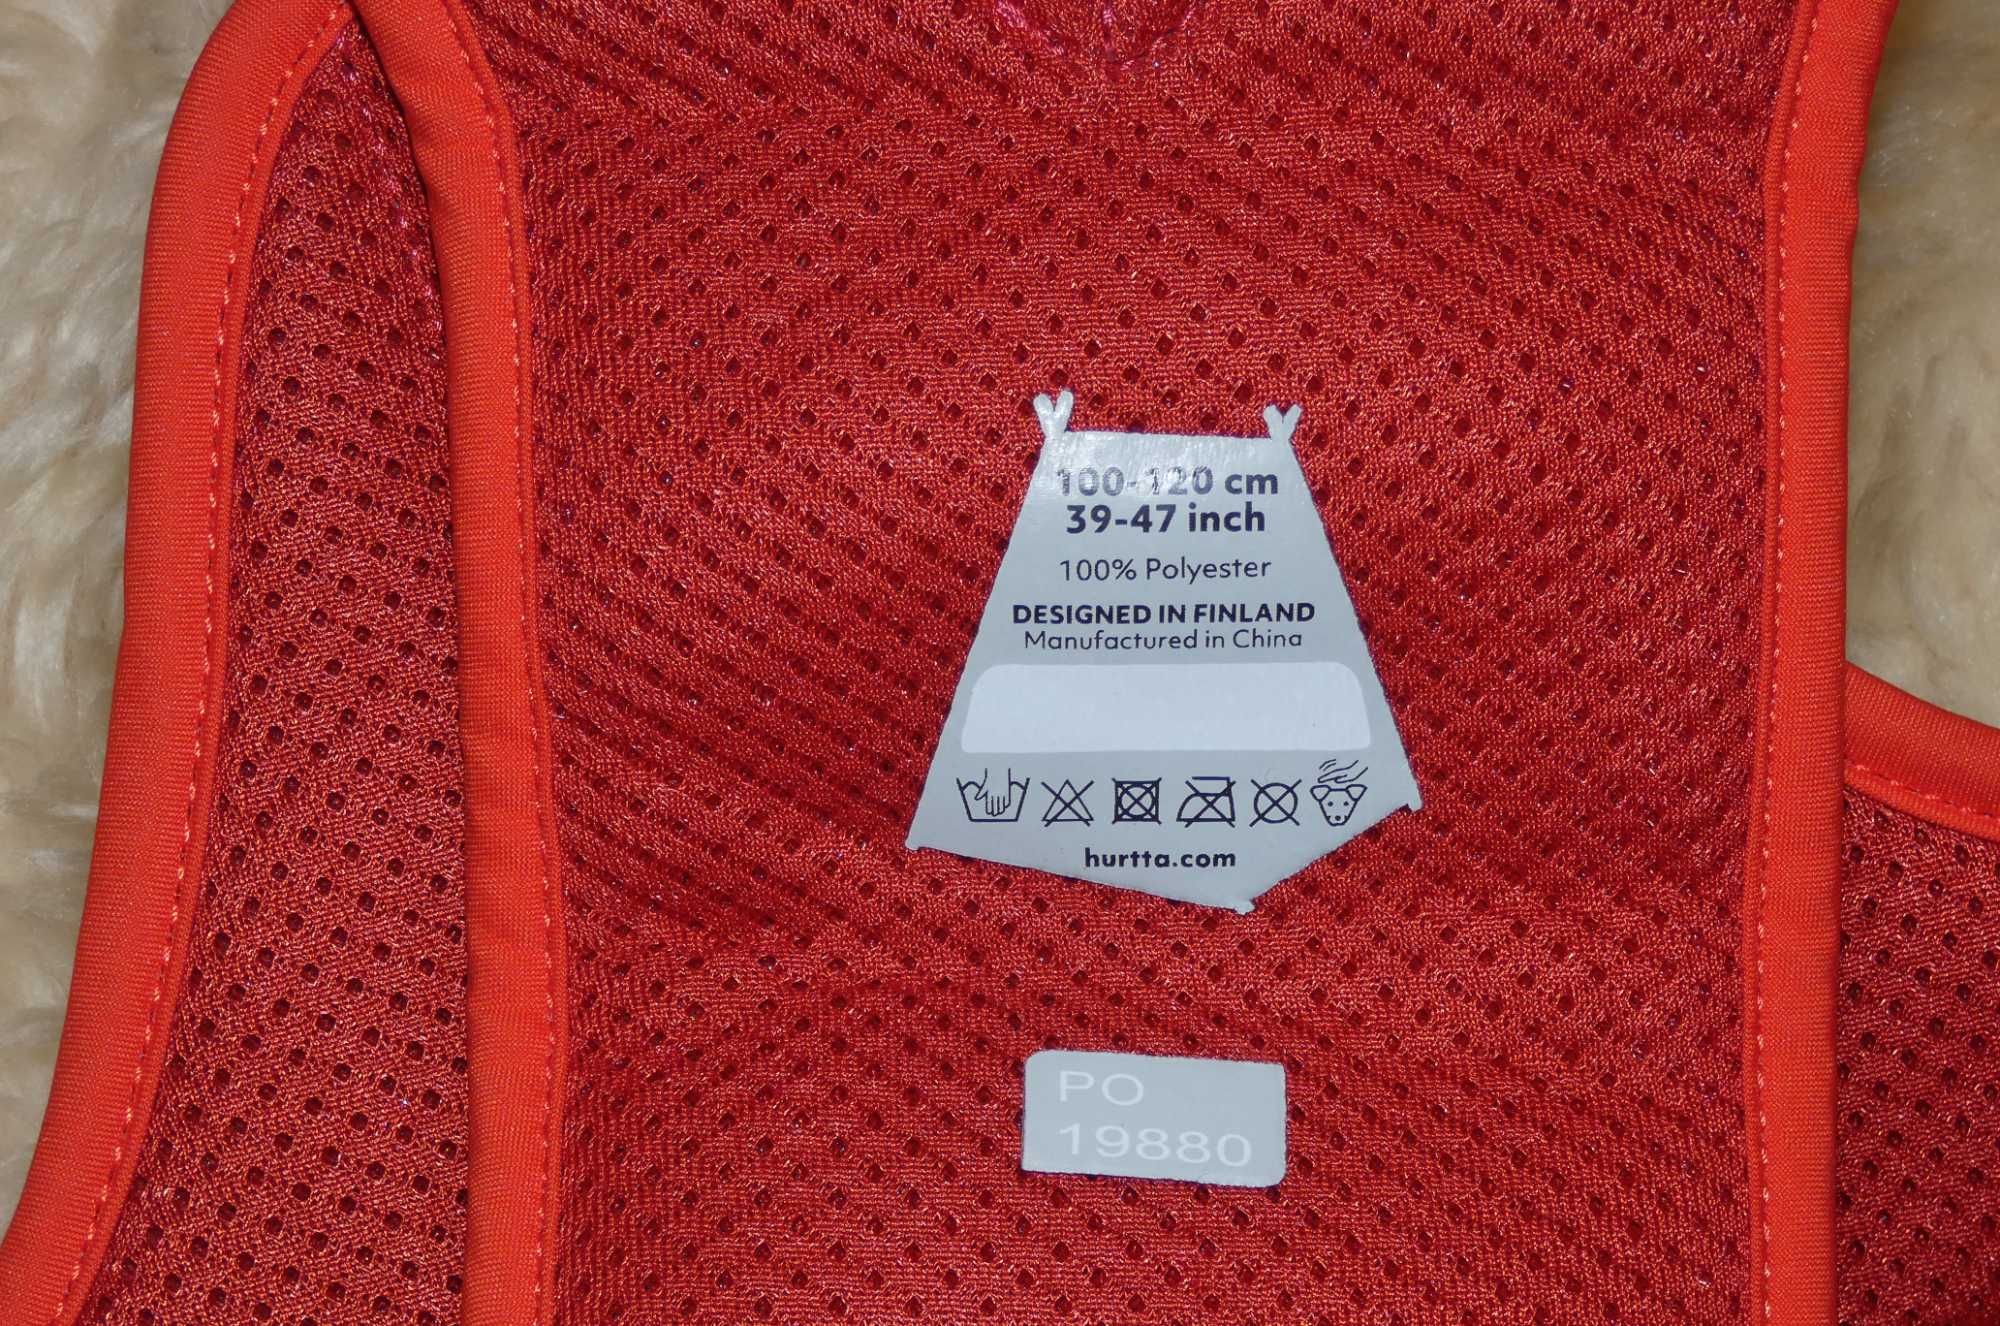 100-120 cm
39-47 inch
100% Polyester
DESIGNED IN FINLAND
Manufactured in China
hurtta.com
PO
19880